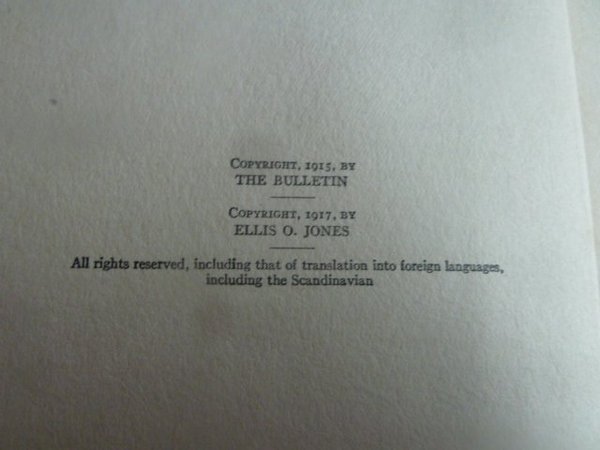 COPYRIGHT, 1915, BY
THE BULLETIN
COPYRIGHT, 1917, BY
ELLIS O. JONES
All rights reserved, including that of translation into foreign languages,
including the Scandinavian